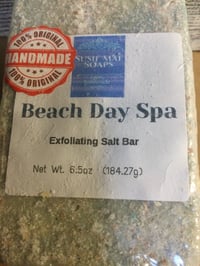 100% ORIGINAL
HANDMADE
100% ORIGINAL
SUSIE MAE
SOAPS
Beach Day Spa
Exfoliating Salt Bar
Net Wt. 6.5oz (184.27g)